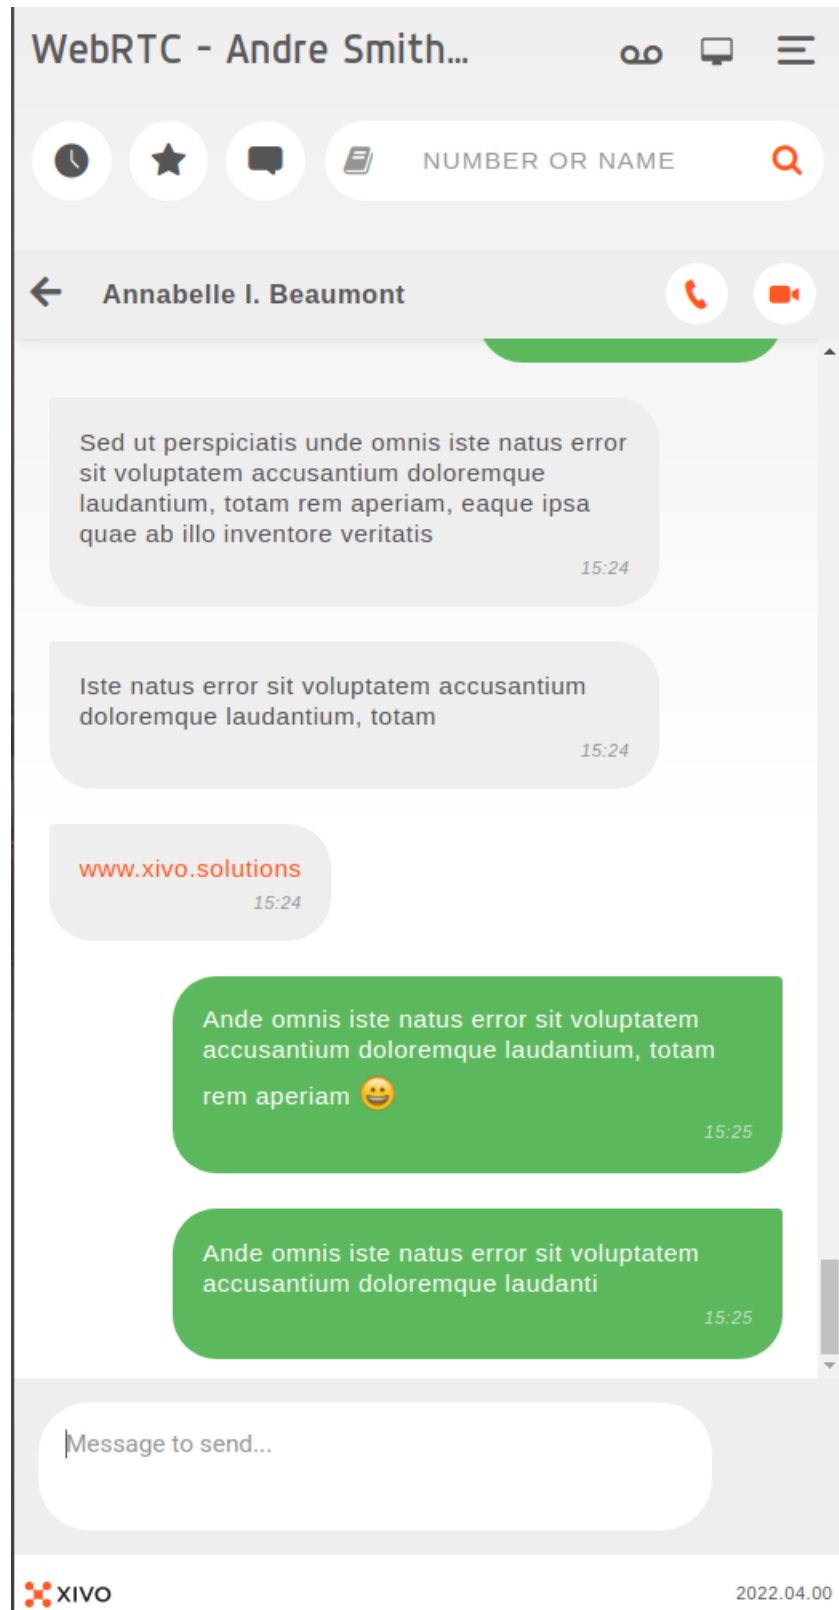 WebRTC - Andre Smith...
NUMBER OR NAME
Annabelle I. Beaumont
Sed ut perspiciatis unde omnis iste natus error
sit voluptatem accusantium doloremque
laudantium, totam rem aperiam, eaque ipsa
quae ab illo inventore veritatis
15:24
Iste natus error sit voluptatem accusantium
doloremque laudantium, totam
15:24
www.xivo.solutions
15:24
Ande omnis iste natus error sit voluptatem
accusantium doloremque laudantium, totam
rem aperiam 😀
15:25
Ande omnis iste natus error sit voluptatem
accusantium doloremque laudanti
15:25
Message to send...
XIVO
2022.04.00